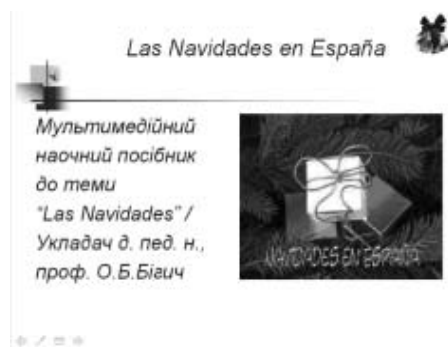 Las Navidades en España
Мультимедійний
наочний посібник
до теми
“Las Navidades” /
Укладач д. пед. н.,
проф. О.Б.Бігич
NAVIDADES EN ESPAÑA